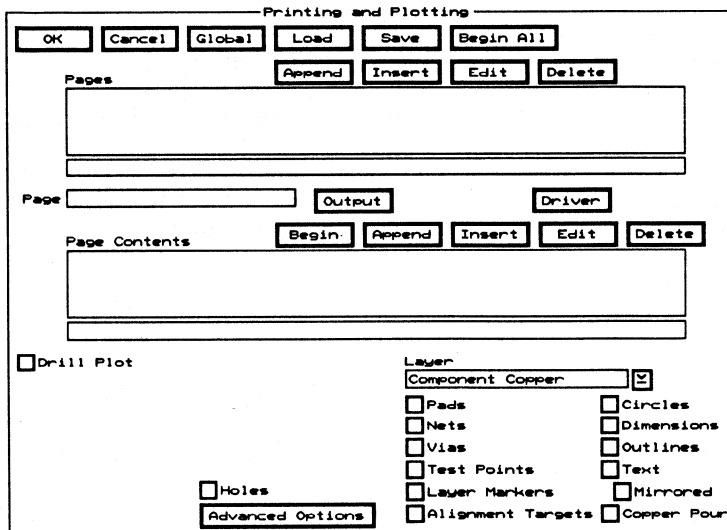 Printing and Plotting
OK Cancel Global Load Save Begin All
Pages Append Insert Edit Delete
Page Output Driver
Page Contents Begin Append Insert Edit Delete
Drill Plot Layer
Component Copper
Pads Circles
Nets Dimensions
Vias Outlines
Test Points Text
Holes Layer Markers Mirrored
Advanced Options Alignment Targets Copper Pour